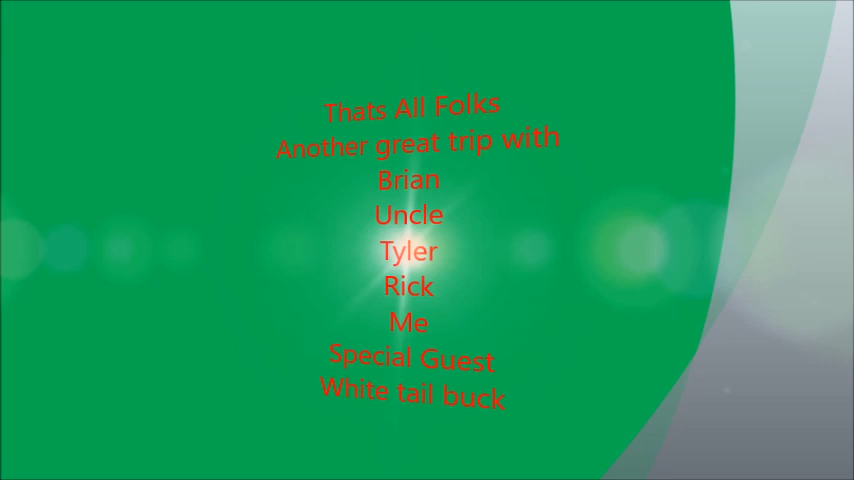 Thats All Folks
Another great trip with
Brian
Uncle
Tyler
Rick
Me
Special Guest
White tail buck